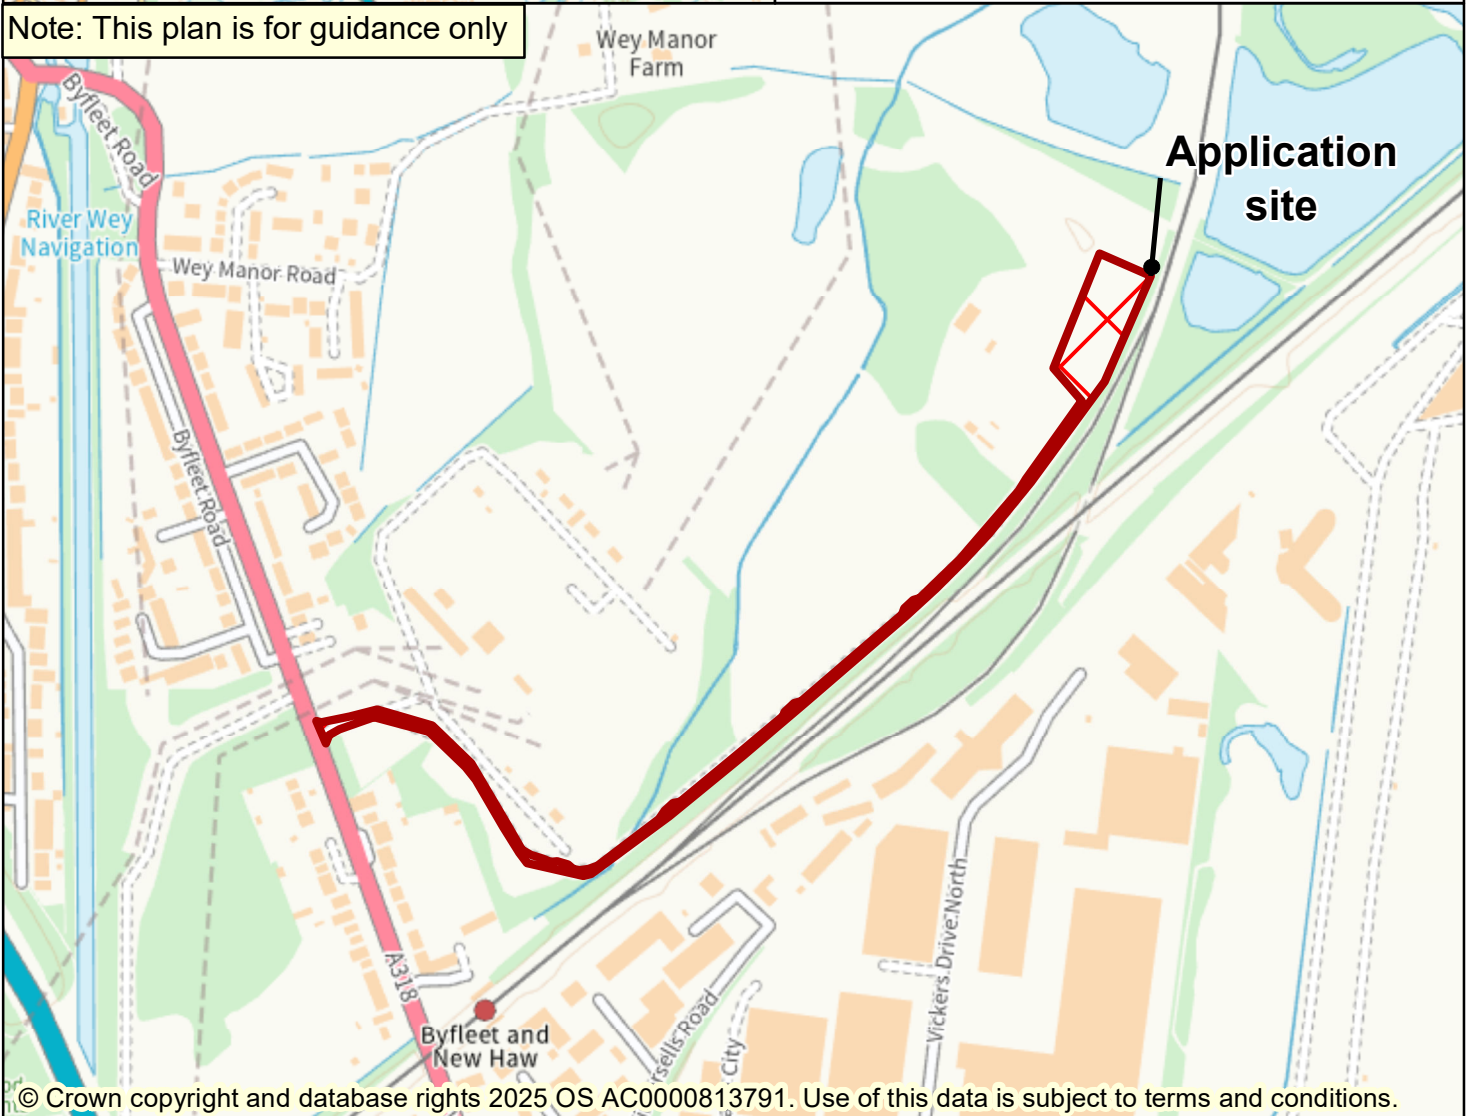 Note: This plan is for guidance only
Wey Manor
Farm
Byfleet Road
Application
site
River Wey
Navigation
Wey Manor Road
Byfleet Road
A318
Vickers Drive North
Byfleet and
New Haw
Road
City
© Crown copyright and database rights 2025 OS AC0000813791. Use of this data is subject to terms and conditions.